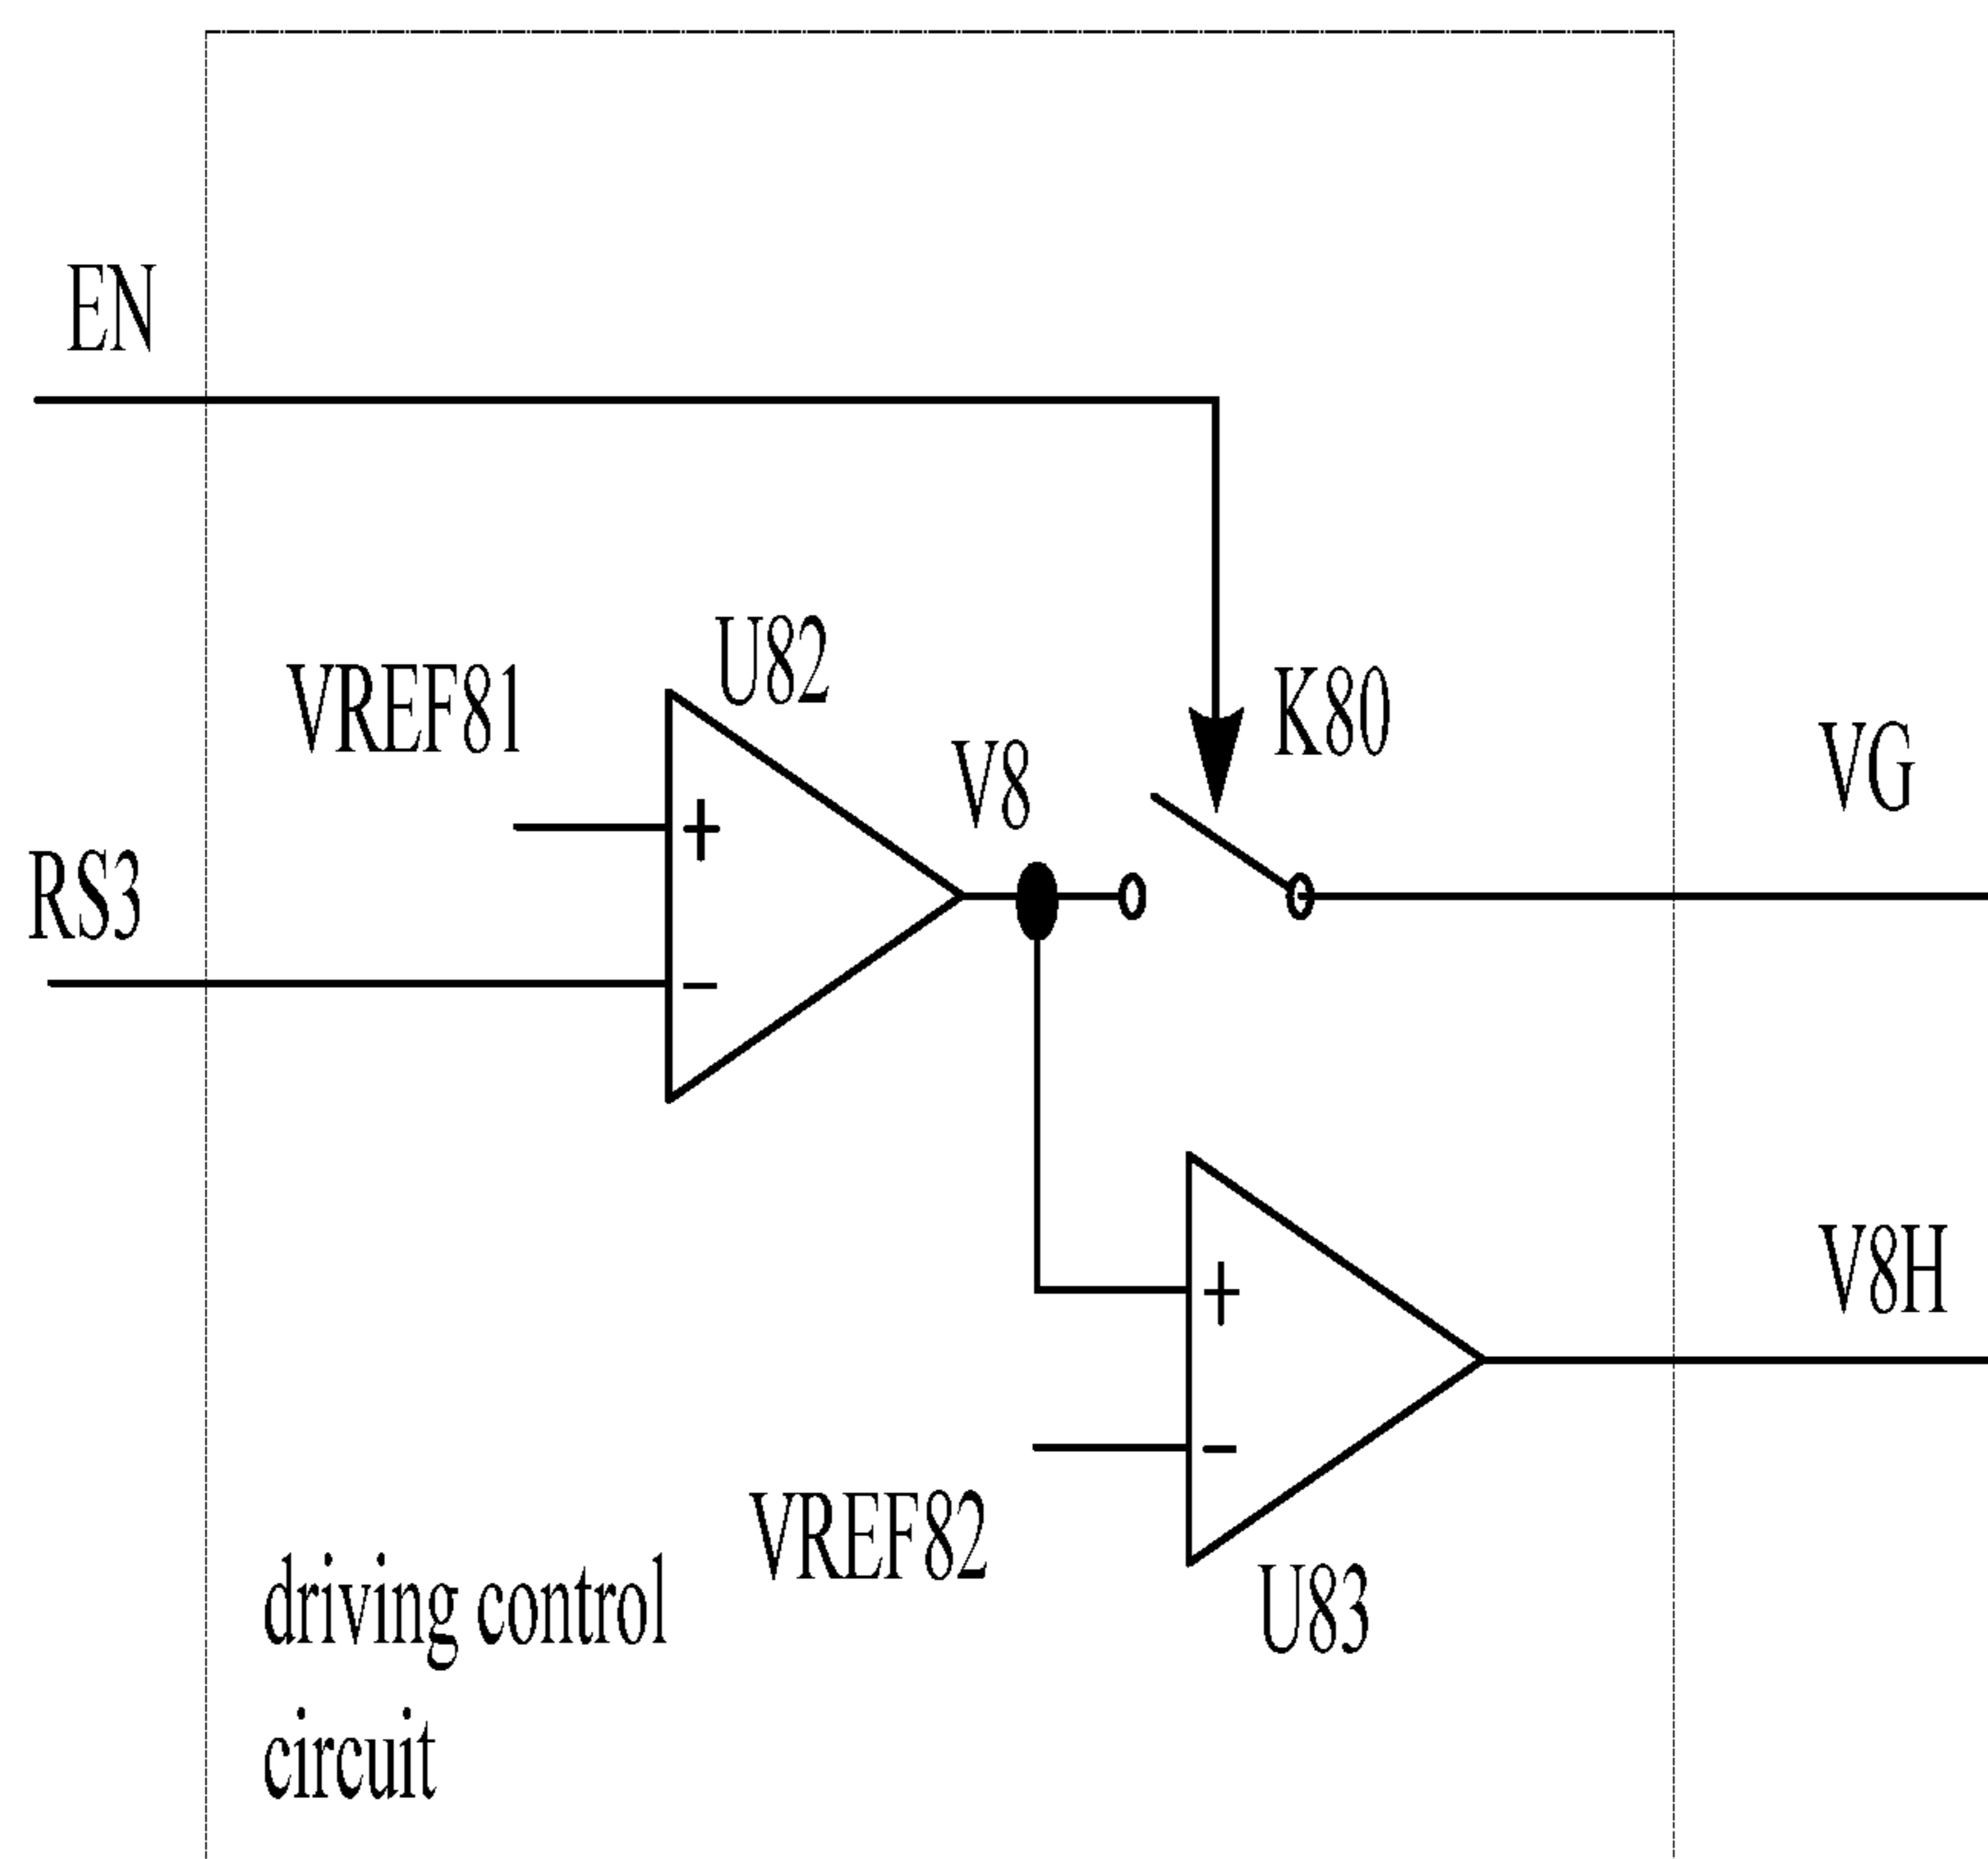 EN
U82
VREF81
K80
V8
VG
+
RS3
−
V8H
+
−
VREF82
U83
driving control
circuit